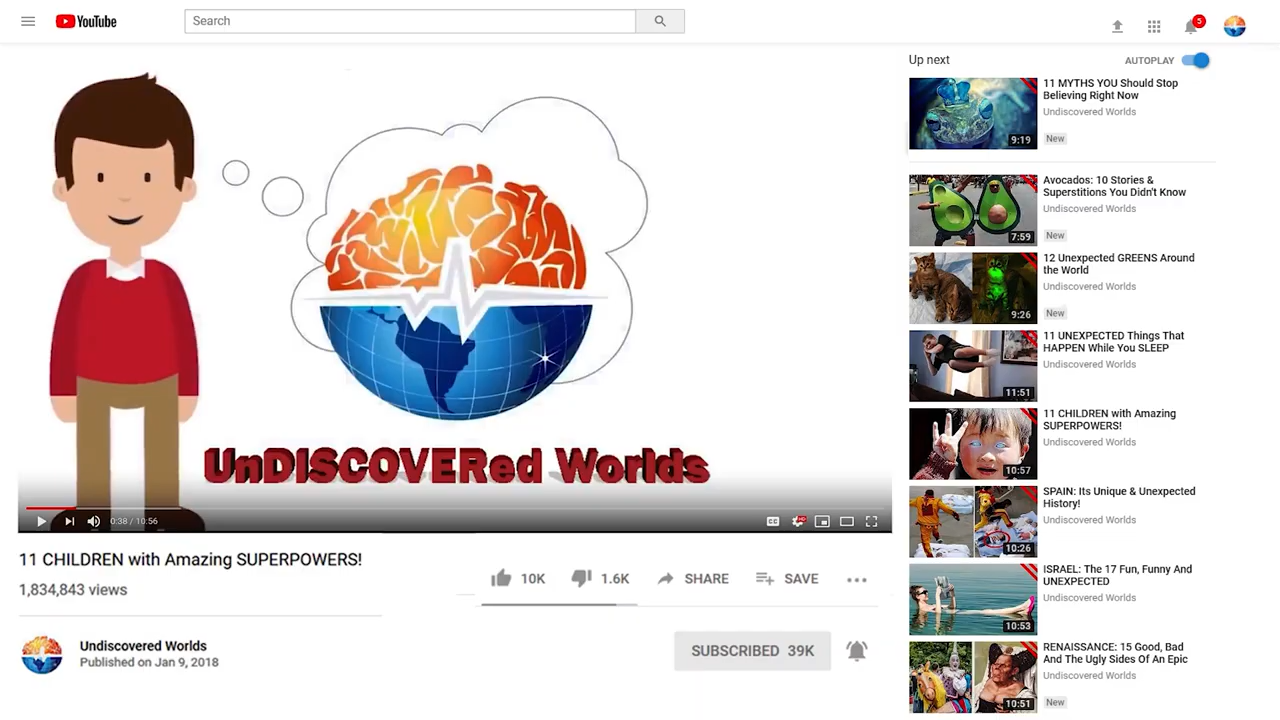 YouTube
Search
5
Up next
AUTOPLAY
11 MYTHS YOU Should Stop
Believing Right Now
Undiscovered Worlds
New
9:19
Avocados: 10 Stories &
Superstitions You Didn't Know
Undiscovered Worlds
New
7:59
12 Unexpected GREENS Around
the World
Undiscovered Worlds
New
9:26
11 UNEXPECTED Things That
HAPPEN While You SLEEP
Undiscovered Worlds
11:51
11 CHILDREN with Amazing
SUPERPOWERS!
Undiscovered Worlds
10:57
SPAIN: Its Unique & Unexpected
History!
Undiscovered Worlds
10:26
ISRAEL: The 17 Fun, Funny And
UNEXPECTED
Undiscovered Worlds
10:53
RENAISSANCE: 15 Good, Bad
And The Ugly Sides Of An Epic
Undiscovered Worlds
New
10:51
UnDISCOVERed Worlds
0:38 / 10:56
CC
HD
11 CHILDREN with Amazing SUPERPOWERS!
1,834,843 views
10K
1.6K
SHARE
SAVE
Undiscovered Worlds
Published on Jan 9, 2018
SUBSCRIBED 39K